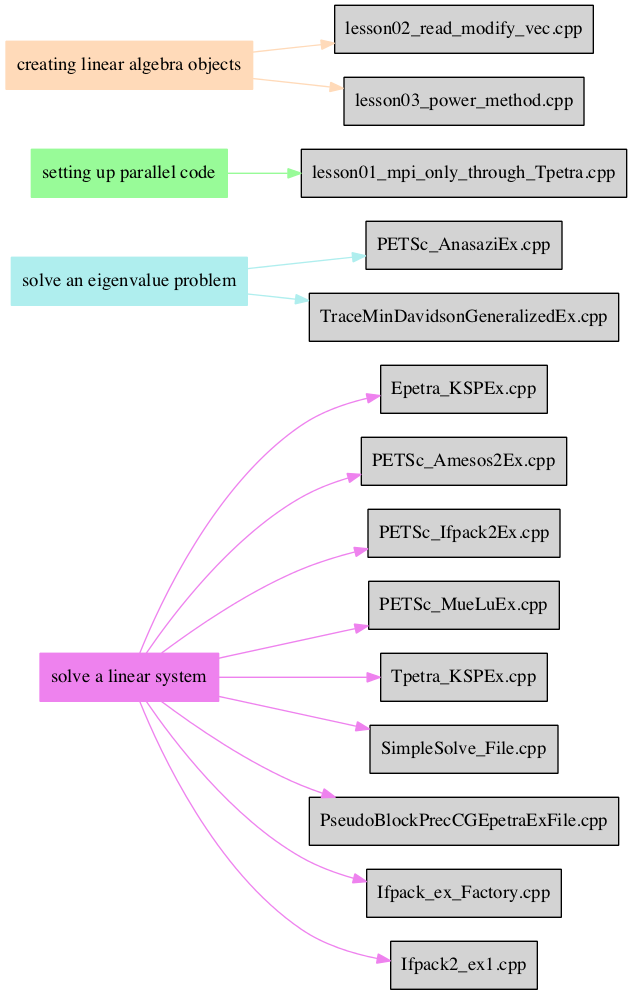 creating linear algebra objects
lesson02_read_modify_vec.cpp
lesson03_power_method.cpp
setting up parallel code
lesson01_mpi_only_through_Tpetra.cpp
solve an eigenvalue problem
PETSc_AnasaziEx.cpp
TraceMinDavidsonGeneralizedEx.cpp
solve a linear system
Epetra_KSPEx.cpp
PETSc_Amesos2Ex.cpp
PETSc_Ifpack2Ex.cpp
PETSc_MueLuEx.cpp
Tpetra_KSPEx.cpp
SimpleSolve_File.cpp
PseudoBlockPrecCGEpetraExFile.cpp
Ifpack_ex_Factory.cpp
Ifpack2_ex1.cpp